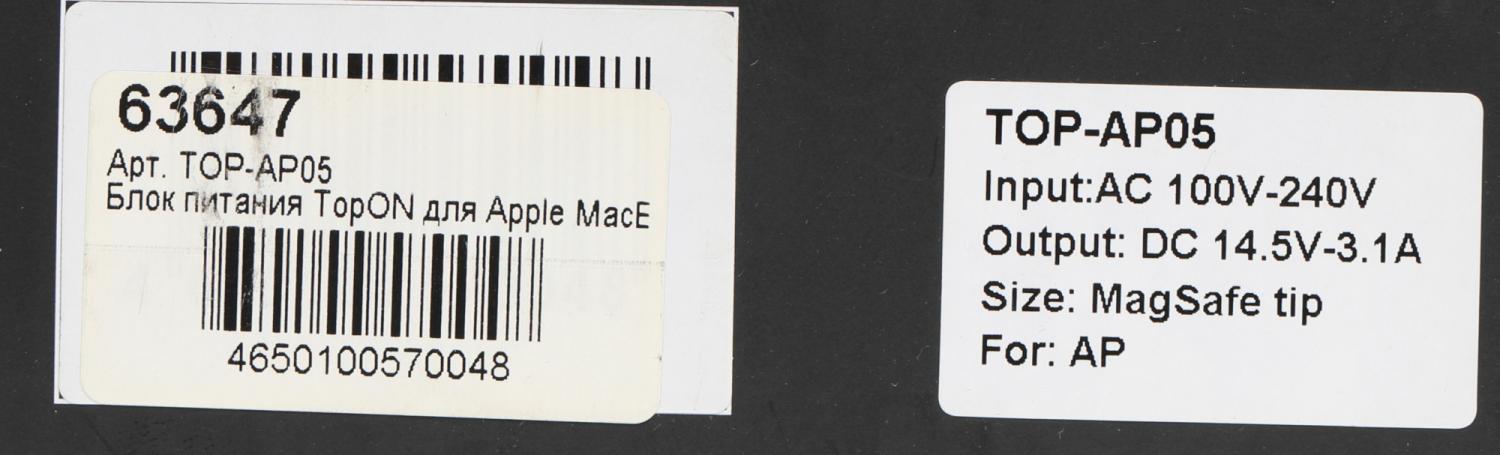 63647
Арт. TOP-AP05
Блок питания TopON для Apple MacE
4650100570048
TOP-AP05
Input:AC 100V-240V
Output: DC 14.5V-3.1A
Size: MagSafe tip
For: AP